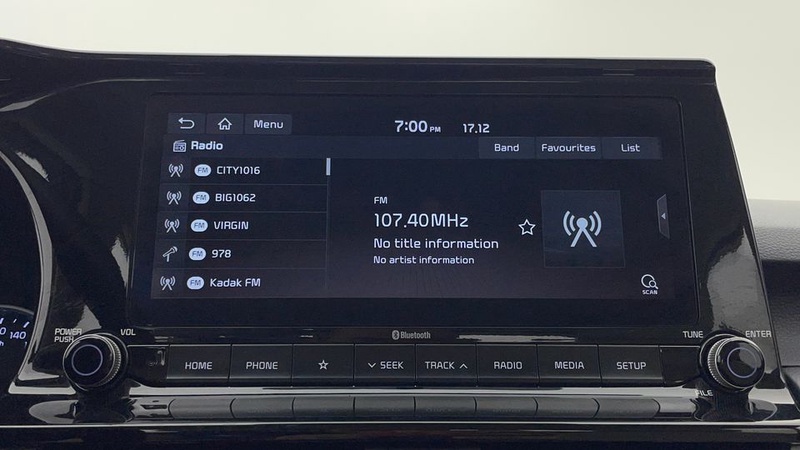 Menu 7:00 PM 17.12
Radio Band Favourites List
FM CITY1016
FM BIG1062
FM VIRGIN
FM 978
FM Kadak FM
FM
107.40MHz
No title information
No artist information
SCAN
Bluetooth
POWER PUSH VOL
TUNE ENTER
HOME PHONE SEEK TRACK RADIO MEDIA SETUP
FILE
140